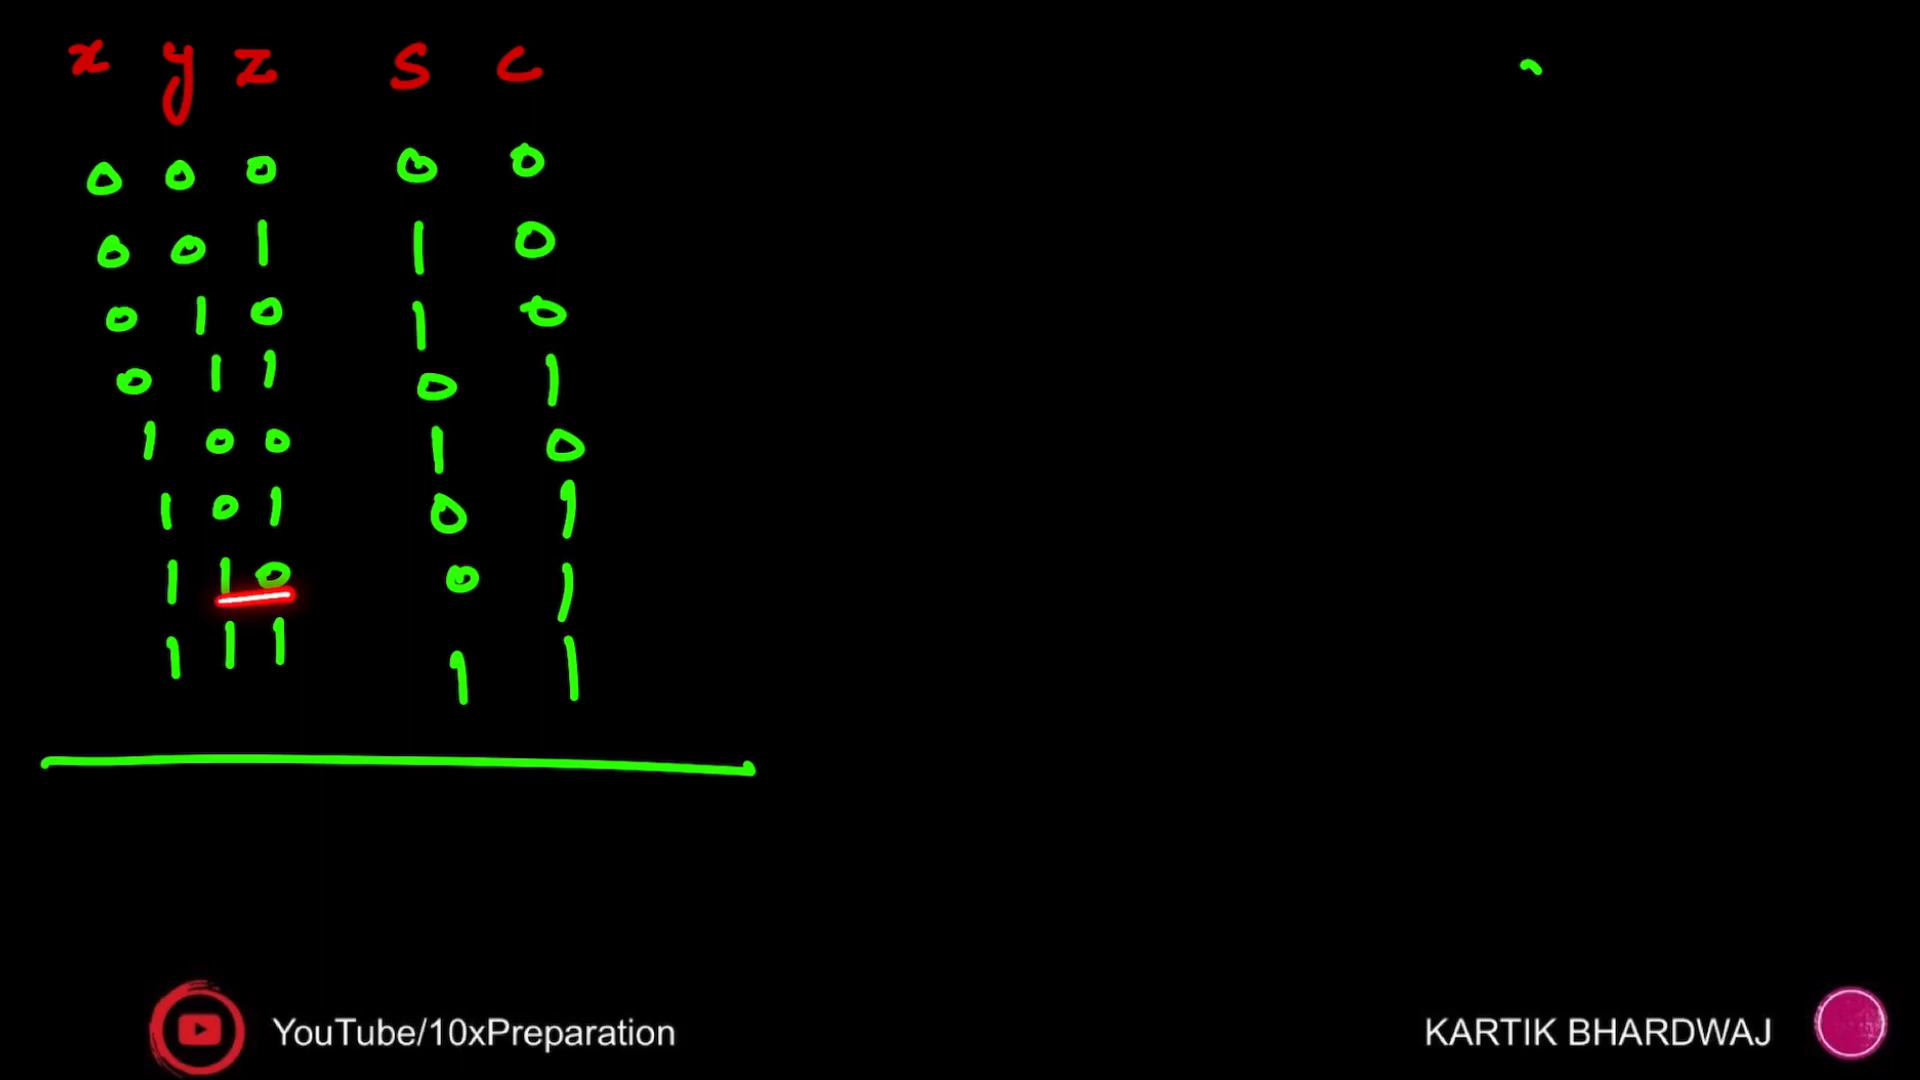 x y z s c
0 0 0 0 0
0 0 1 1 0
0 1 0 1 0
0 1 1 0 1
1 0 0 1 0
1 0 1 0 1
1 1 0 0 1
1 1 1 1 1
YouTube/10xPreparation
KARTIK BHARDWAJ